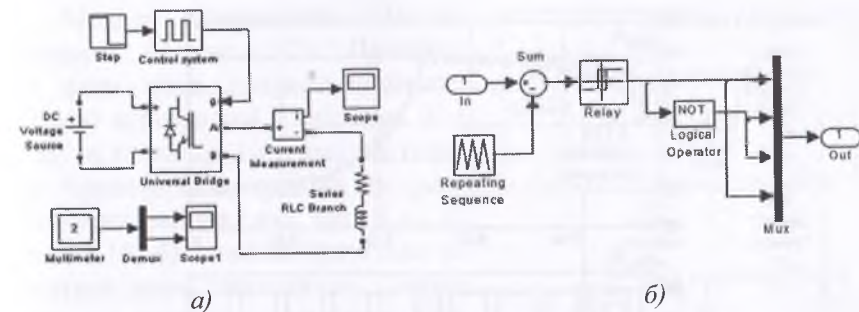 Step
Control system
g
A
B
DC
Voltage
Source
Universal Bridge
+
-
i
Current
Measurement
Scope
Series
RLC Branch
2
Multimeter
Demux
Scope1
а)
1
In
Sum
Relay
Repeating
Sequence
NOT
Logical
Operator
Mux
1
Out
б)